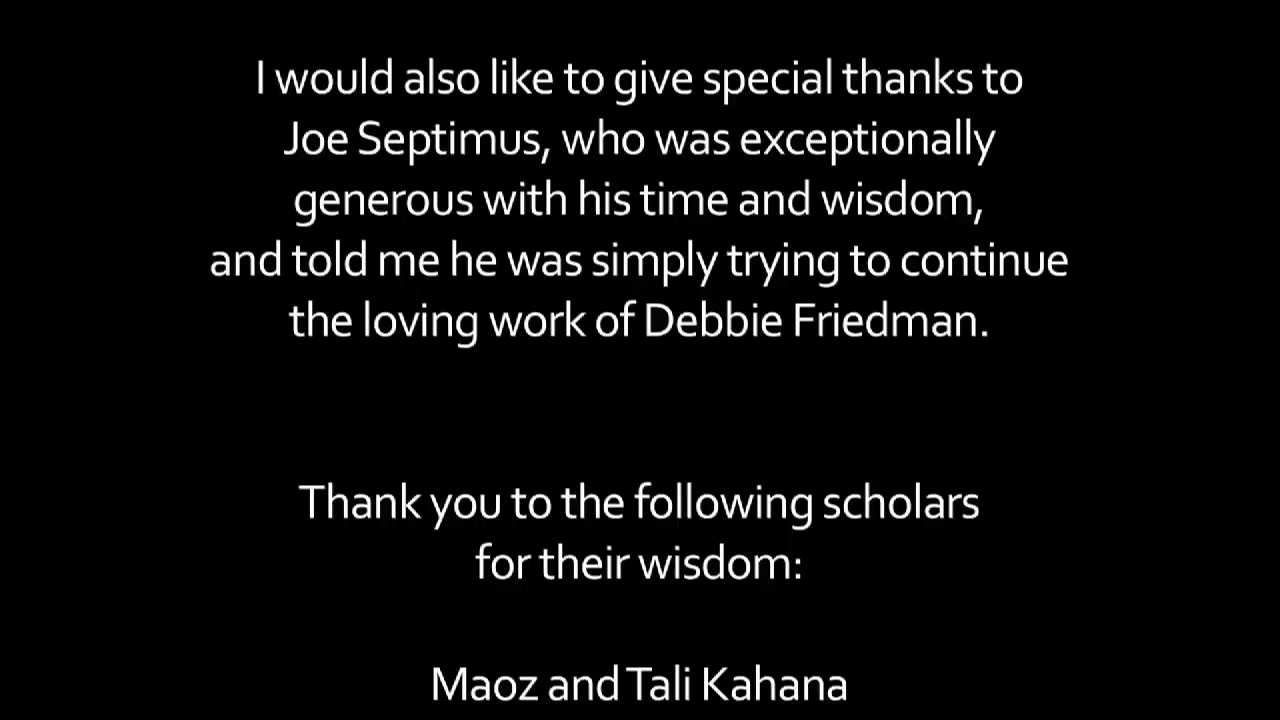 I would also like to give special thanks to
Joe Septimus, who was exceptionally
generous with his time and wisdom,
and told me he was simply trying to continue
the loving work of Debbie Friedman.
Thank you to the following scholars
for their wisdom:
Maoz and Tali Kahana